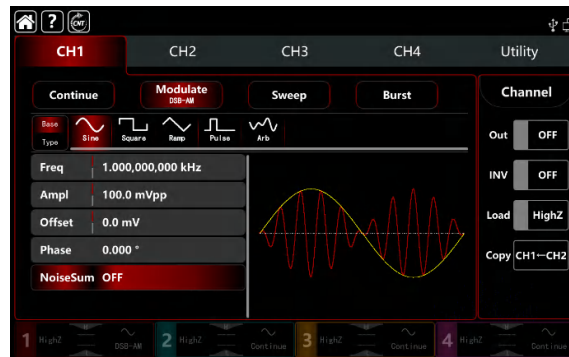 ? CNT
CH1 CH2 CH3 CH4 Utility
Continue Modulate Sweep Burst Channel
DSB-AM
Base
Type Sine Square Ramp Pulse Arb
Out OFF
Freq 1.000,000,000 kHz
INV OFF
Ampl 100.0 mVpp
Offset 0.0 mV
Load HighZ
Phase 0.000 °
Copy CH1←CH2
NoiseSum OFF
1 HighZ DSB-AM 2 HighZ Continue 3 HighZ Continue 4 HighZ Continue